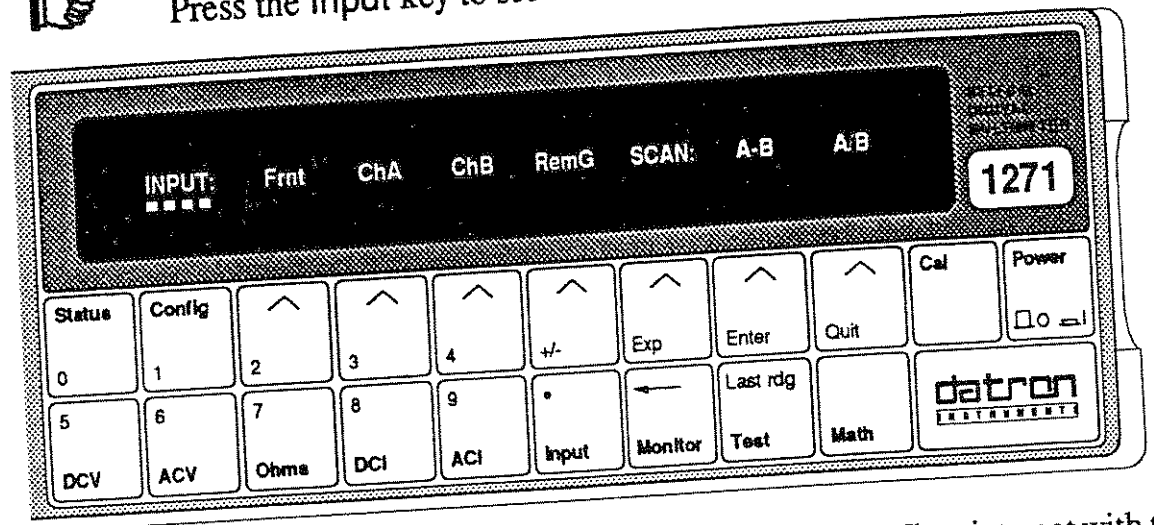 Press the Input key to
INPUT: Frnt ChA ChB RemG SCAN: A-B A/B
1271
Status Config Cal Power
0 1 2 3 4 +/- Exp Enter Quit
5 6 7 8 9 • Last rdg
DCV ACV Ohms DCI ACI Input Monitor Test Math
datron
INSTRUMENTS
with